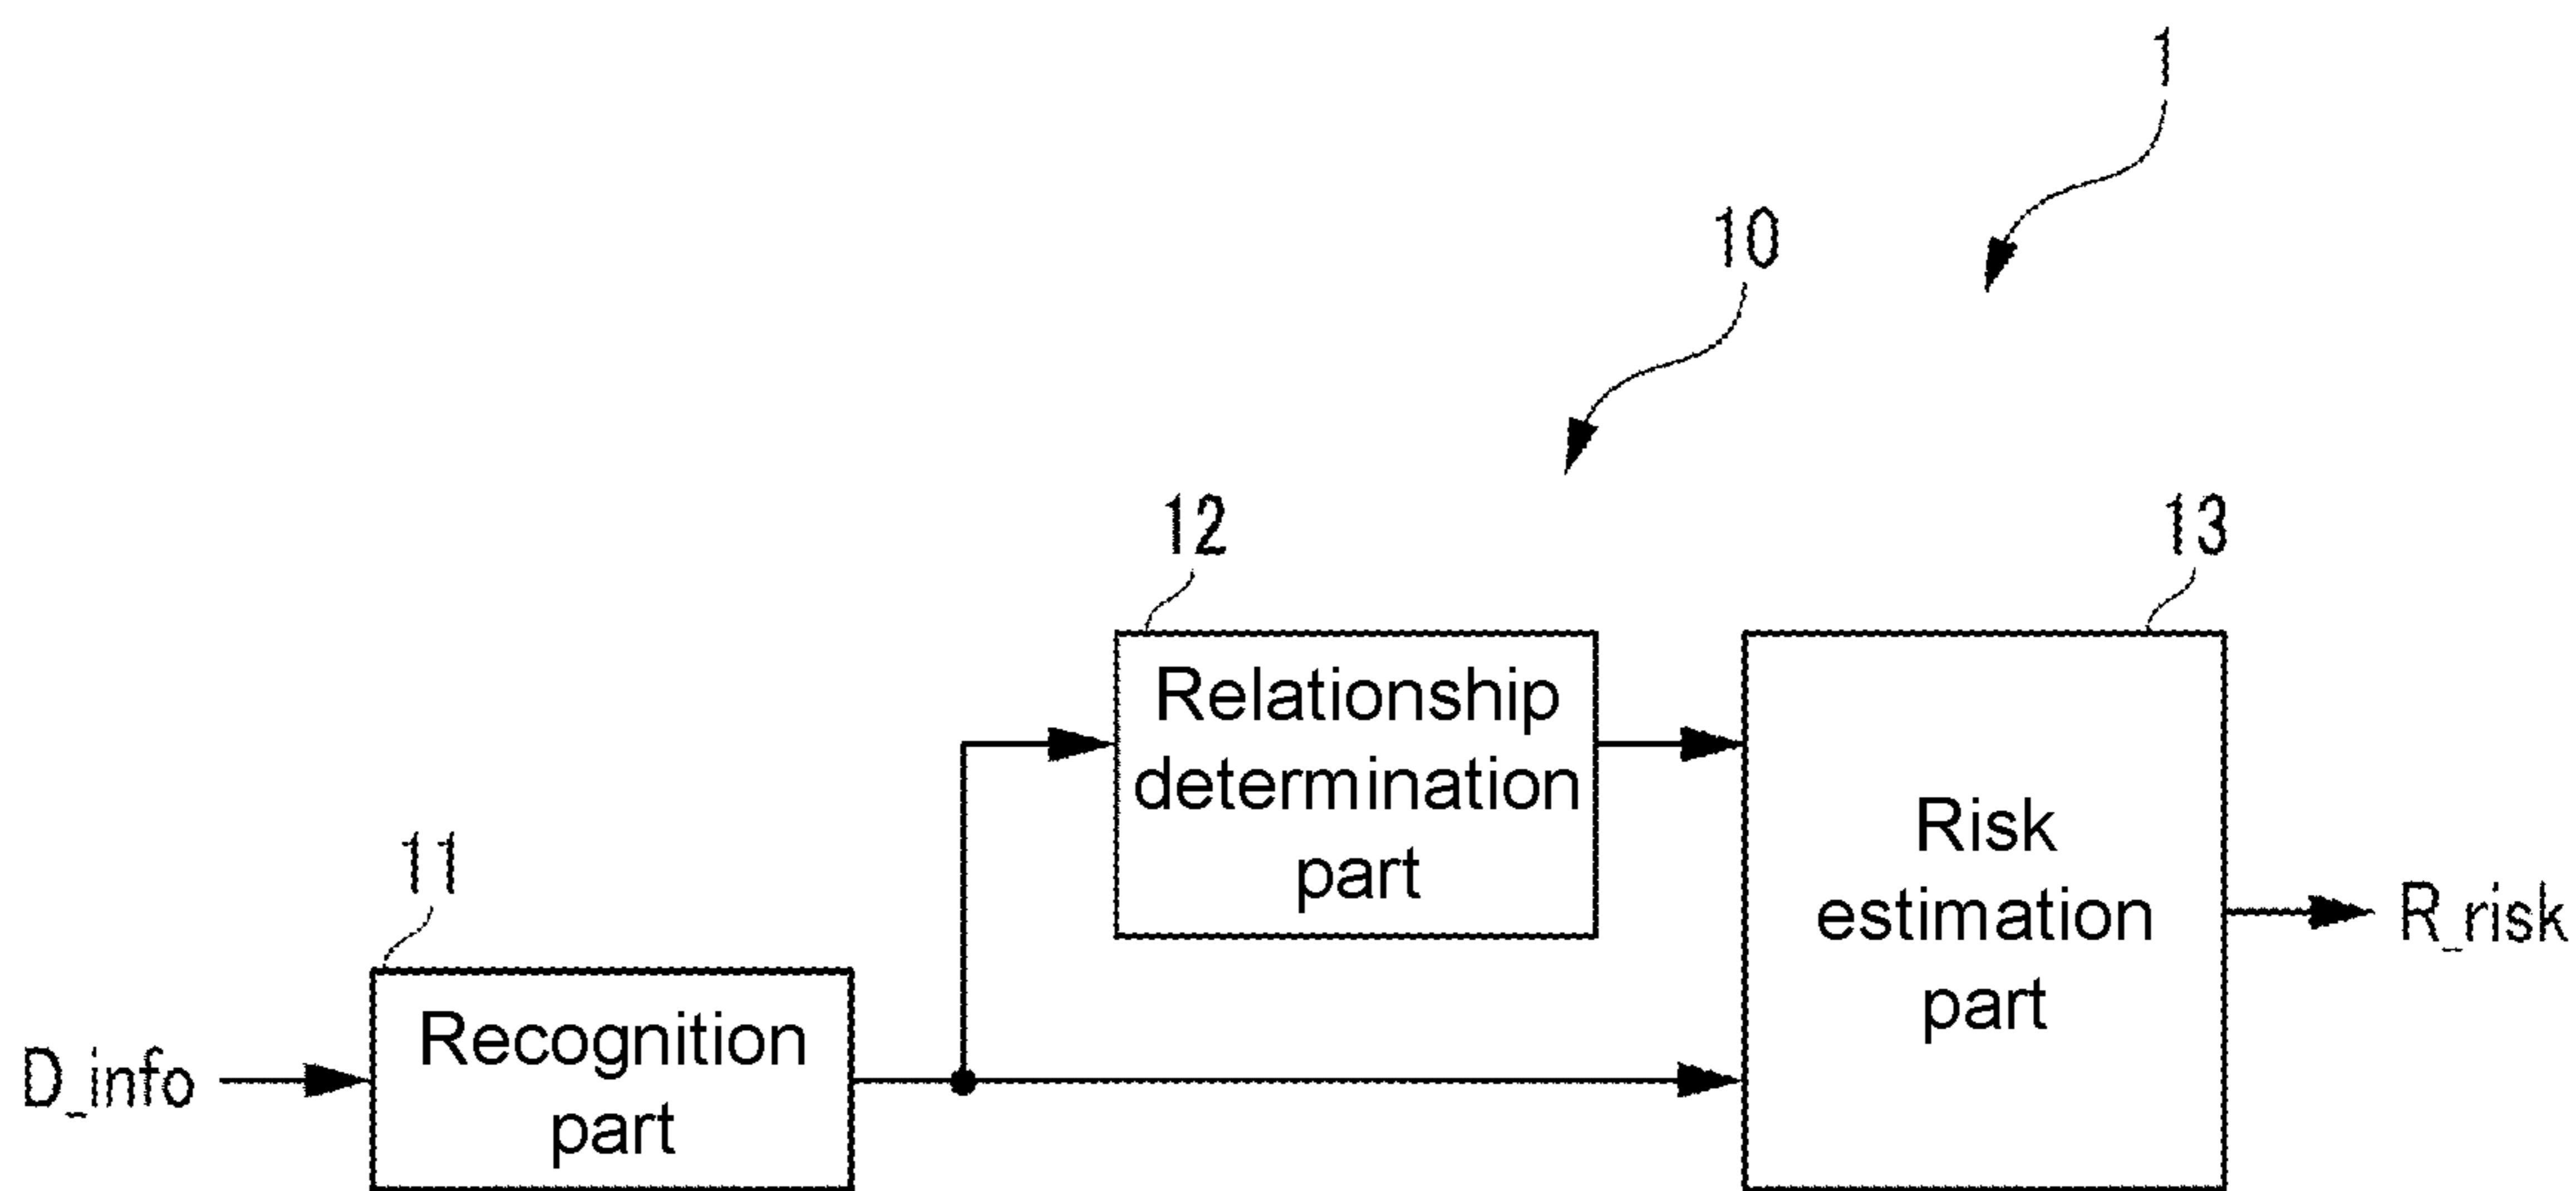 1
10
12
13
Relationship
determination
part
Risk
estimation
part
R_risk
11
Recognition
part
D_info